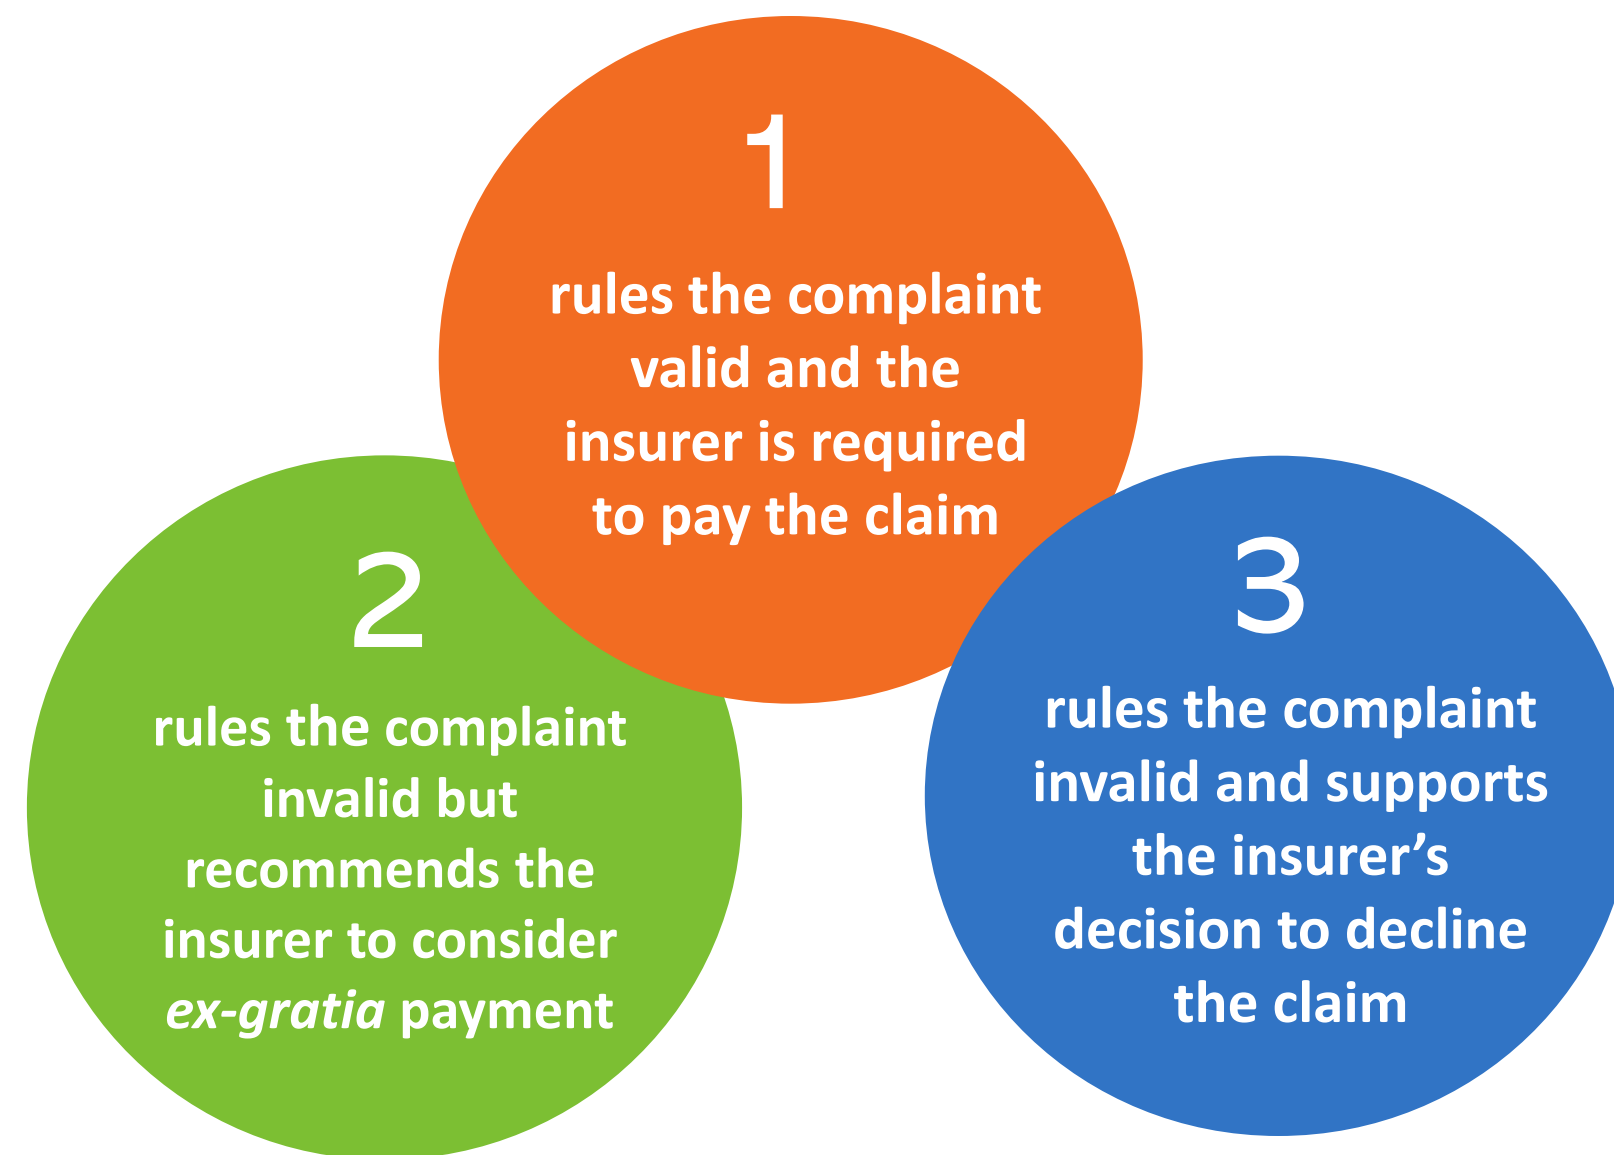 1
rules the complaint
valid and the
insurer is required
to pay the claim
2
rules the complaint
invalid but
recommends the
insurer to consider
ex-gratia payment
3
rules the complaint
invalid and supports
the insurer’s
decision to decline
the claim